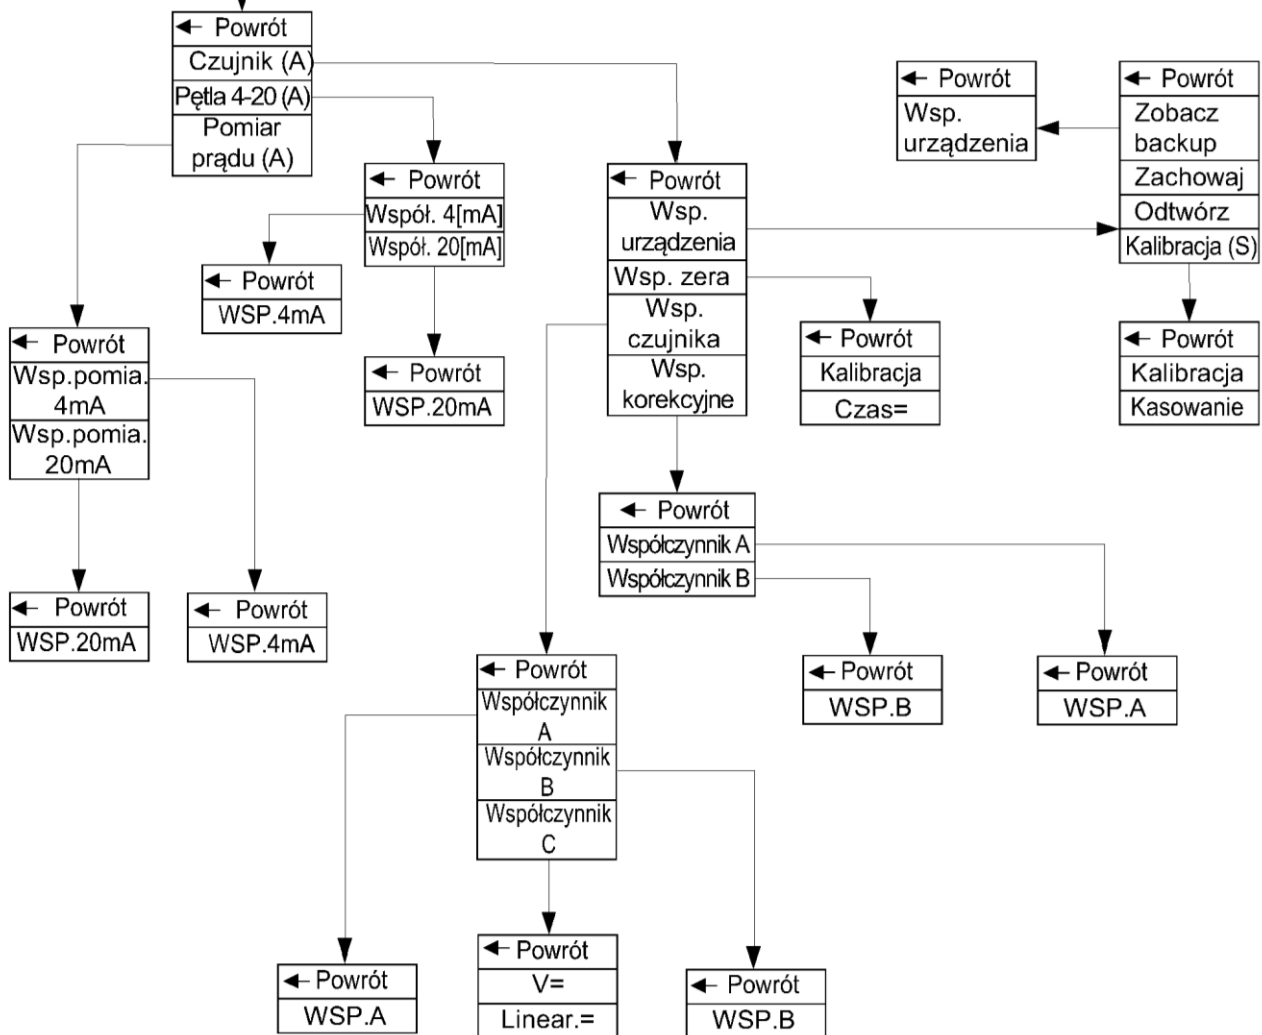 ← Powrót
Czujnik (A)
Pętla 4-20 (A)
Pomiar
prądu (A)
← Powrót
Wsp.
urządzenia
← Powrót
Zobacz
backup
Zachowaj
Odtwórz
Kalibracja (S)
← Powrót
Współ. 4[mA]
Współ. 20[mA]
← Powrót
Wsp.
urządzenia
Wsp. zera
Wsp.
czujnika
Wsp.
korekcyjne
← Powrót
WSP.4mA
← Powrót
Wsp.pomia.
4mA
Wsp.pomia.
20mA
← Powrót
WSP.20mA
← Powrót
Kalibracja
Czas=
← Powrót
Kalibracja
Kasowanie
← Powrót
Współczynnik A
Współczynnik B
← Powrót
WSP.20mA
← Powrót
WSP.4mA
← Powrót
Współczynnik
A
Współczynnik
B
Współczynnik
C
← Powrót
WSP.B
← Powrót
WSP.A
← Powrót
WSP.A
← Powrót
V=
Linear.=
← Powrót
WSP.B